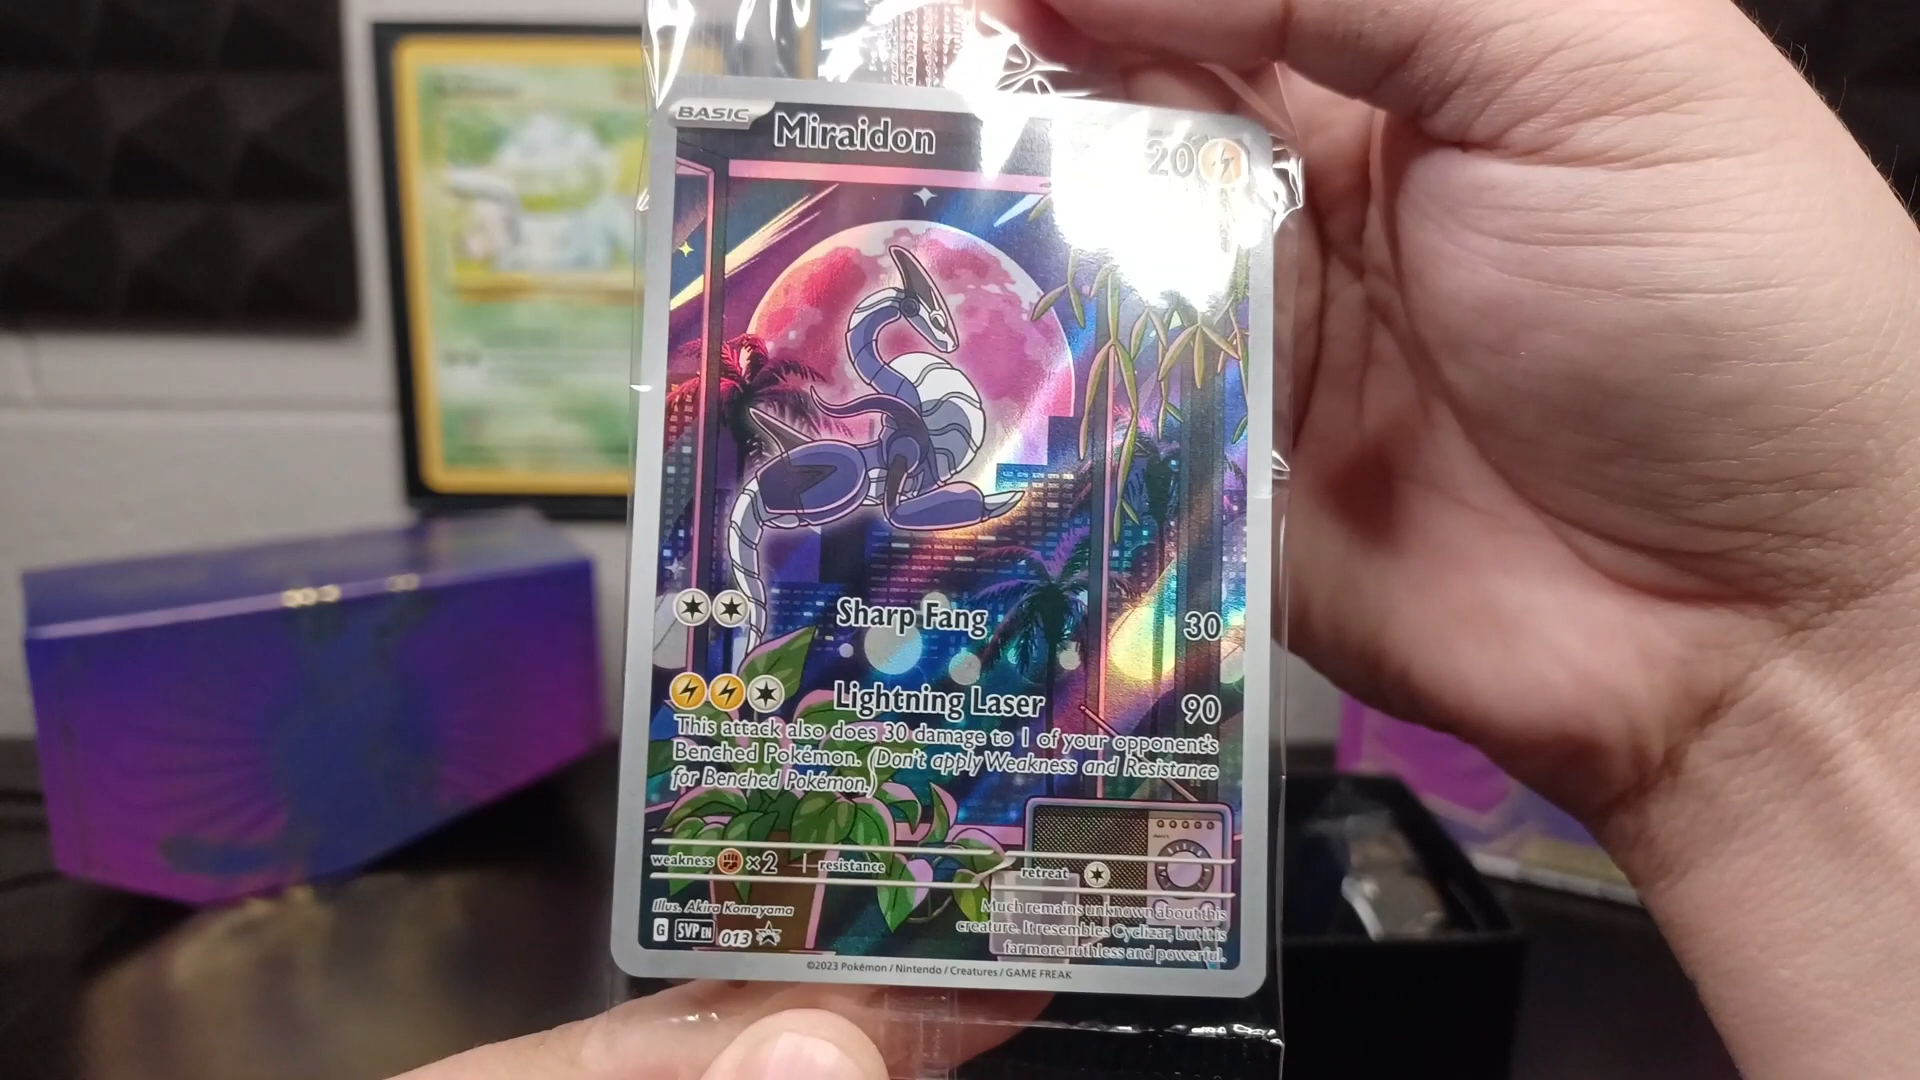 BASIC
Miraidon
20
Sharp Fang 30
Lightning Laser 90
This attack also does 30 damage to 1 of your opponent's
Benched Pokémon. (Don't apply Weakness and Resistance
for Benched Pokémon.)
weakness ×2 resistance
retreat
Illus. Akira Komayama
G SVP EN 013
Much remains unknown about this
creature. It resembles Cyclizar, but it is
far more ruthless and powerful.
©2023 Pokémon / Nintendo / Creatures / GAME FREAK